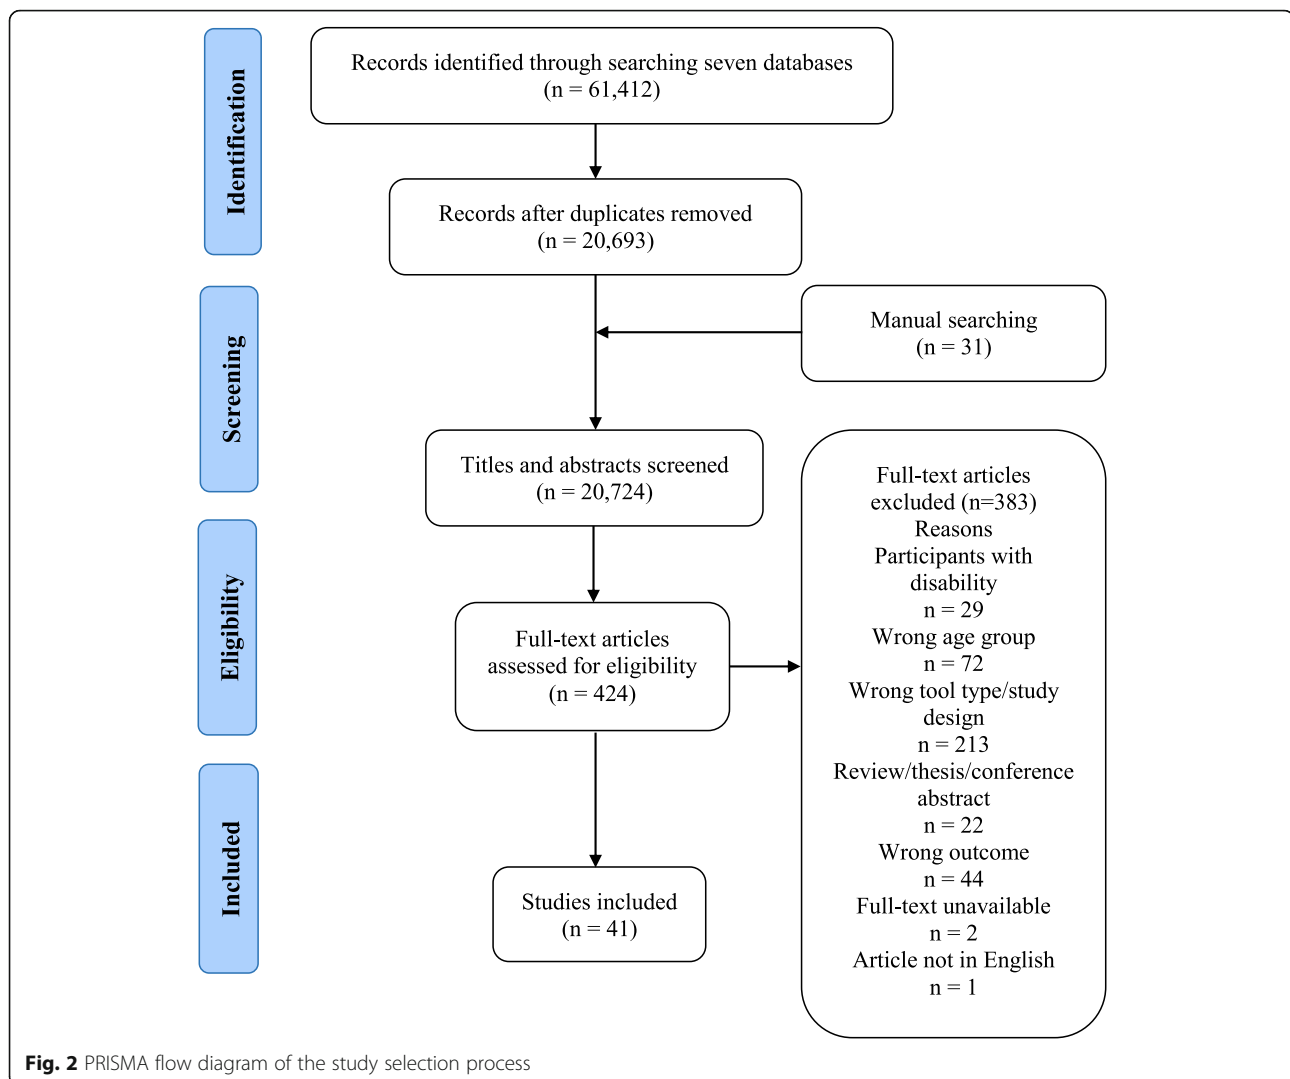 Identification
Records identified through searching seven databases
(n = 61,412)
Records after duplicates removed
(n = 20,693)
Screening
Manual searching
(n = 31)
Titles and abstracts screened
(n = 20,724)
Eligibility
Full-text articles
assessed for eligibility
(n = 424)
Full-text articles
excluded (n=383)
Reasons
Participants with
disability
n = 29
Wrong age group
n = 72
Wrong tool type/study
design
n = 213
Review/thesis/conference
abstract
n = 22
Wrong outcome
n = 44
Full-text unavailable
n = 2
Article not in English
n = 1
Included
Studies included
(n = 41)
Fig. 2 PRISMA flow diagram of the study selection process